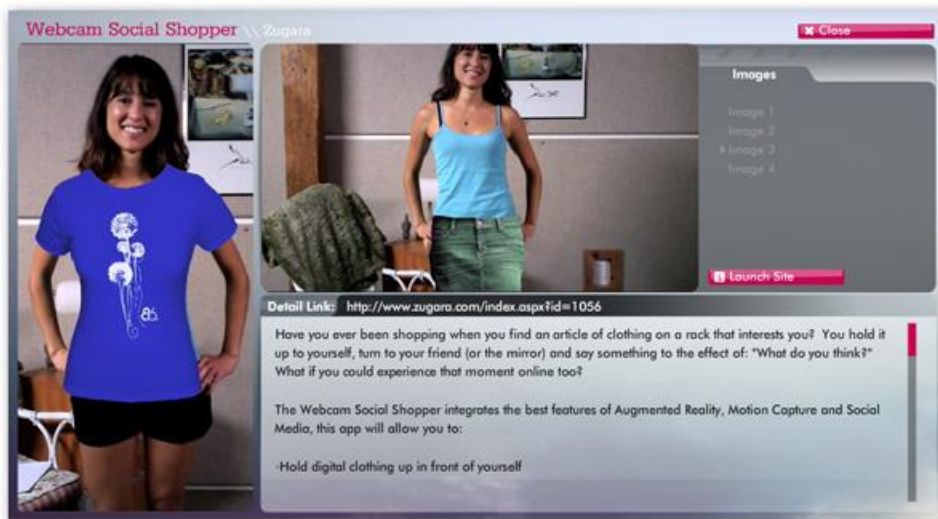 Webcam Social Shopper \\ Zugara
✖ Close
Images
Image 1
Image 2
Image 3
Image 4
Launch Site
Detail Link: http://www.zugara.com/index.aspx?id=1056
Have you ever been shopping when you find an article of clothing on a rack that interests you? You hold it
up to yourself, turn to your friend (or the mirror) and say something to the effect of: "What do you think?"
What if you could experience that moment online too?
The Webcam Social Shopper integrates the best features of Augmented Reality, Motion Capture and Social
Media, this app will allow you to:
-Hold digital clothing up in front of yourself